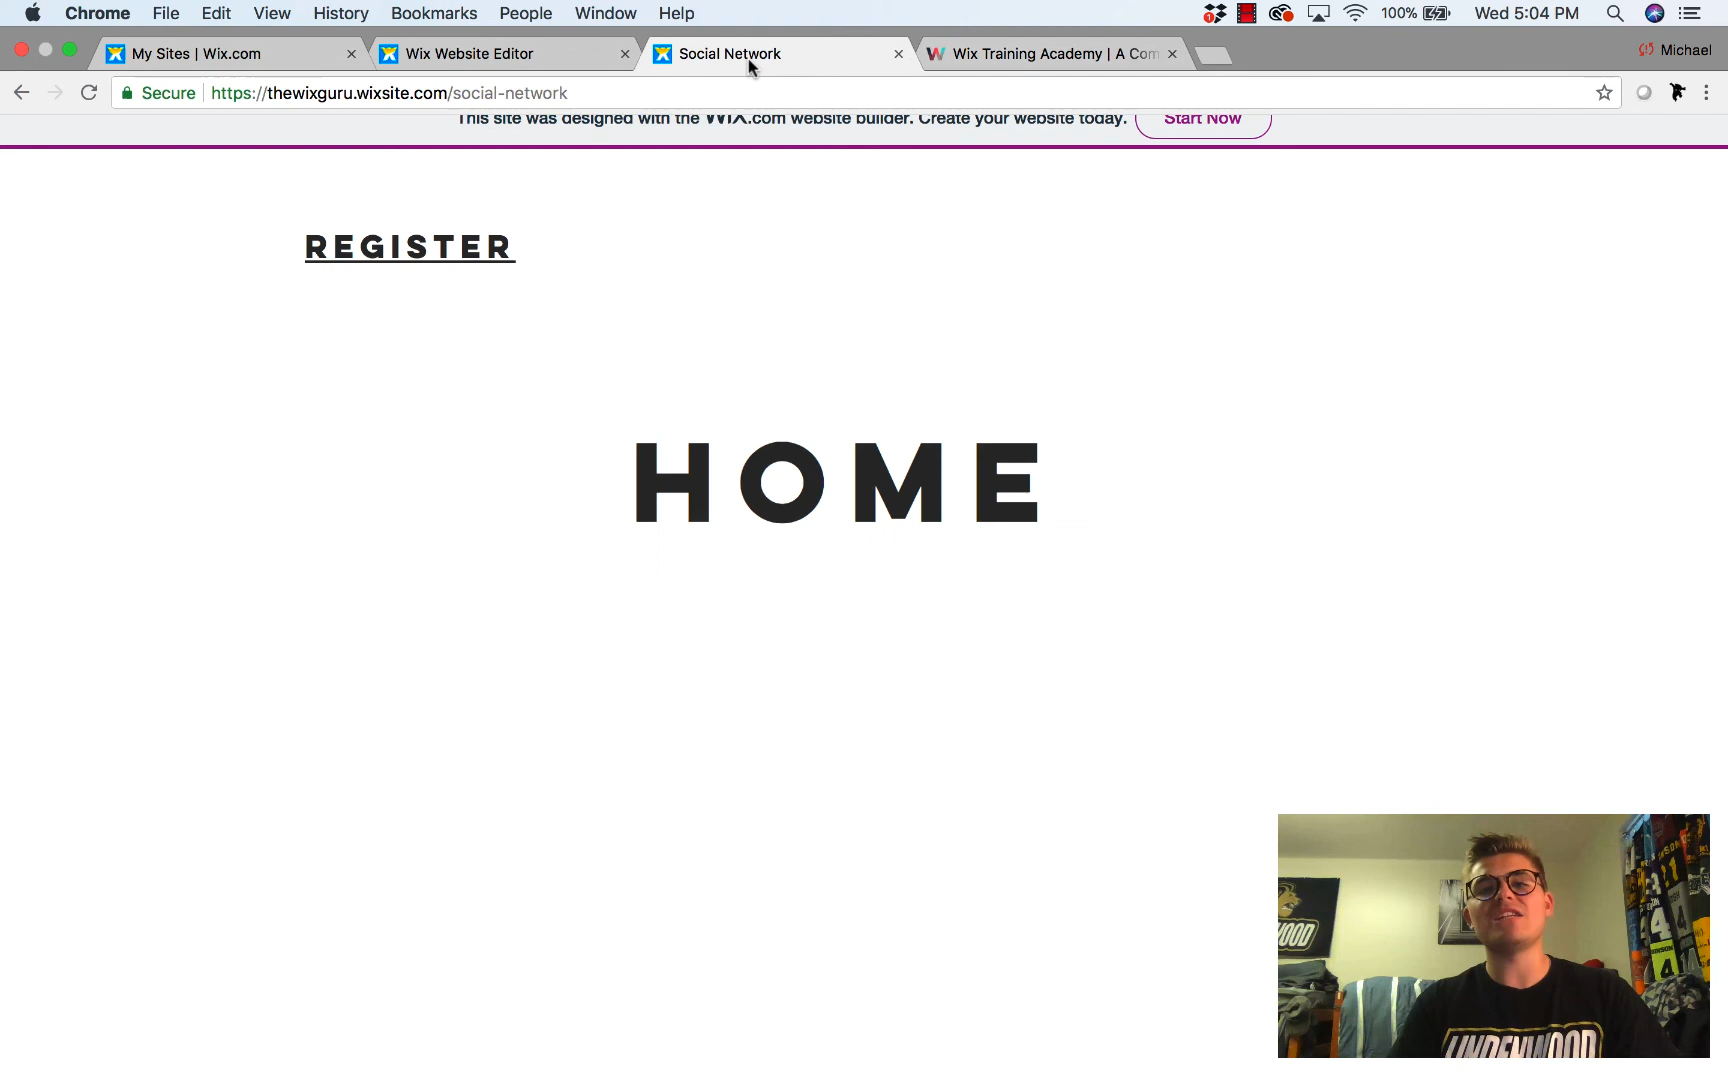 Chrome File Edit View History Bookmarks People Window Help 100% Wed 5:04 PM
My Sites | Wix.com Wix Website Editor Social Network Wix Training Academy | A Com Michael
Secure https://thewixguru.wixsite.com/social-network
This site was designed with the WIX.com website builder. Create your website today. Start Now
REGISTER
HOME
LINDENWOOD